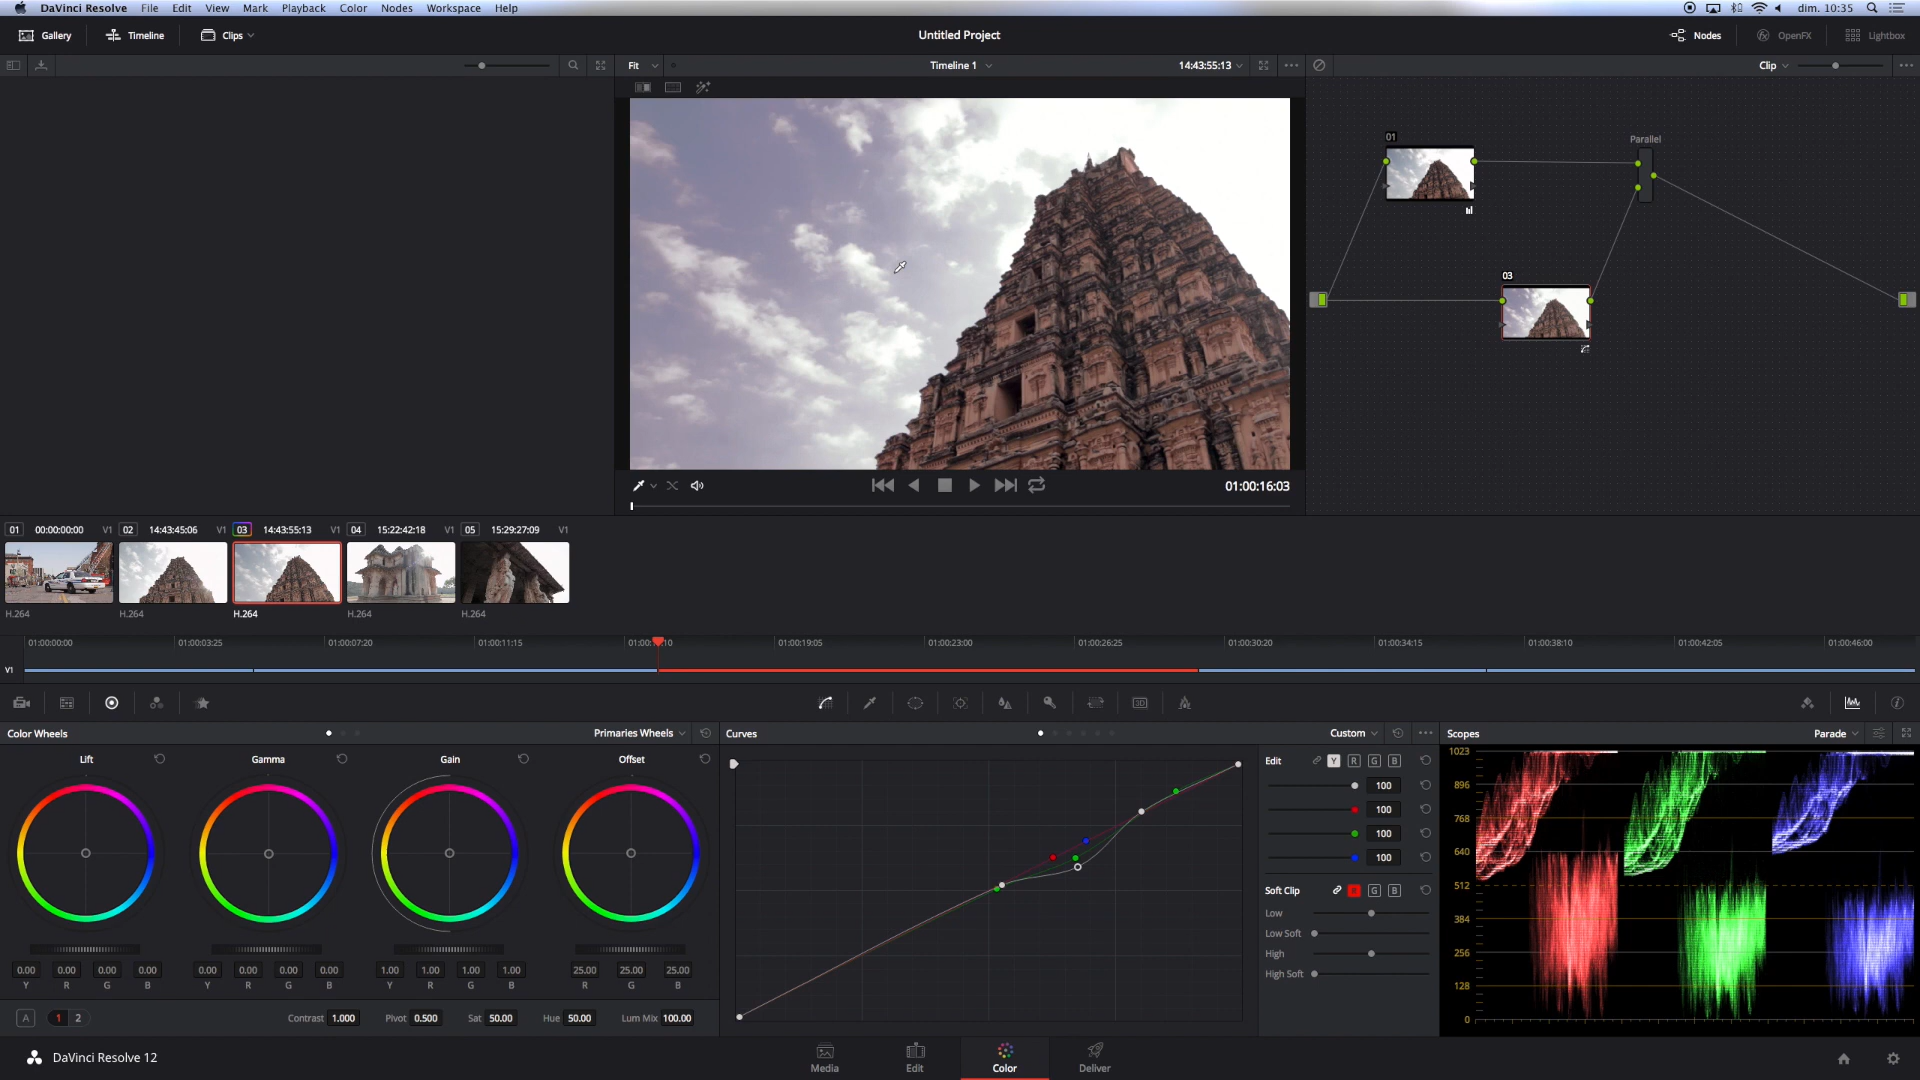 DaVinci Resolve File Edit View Mark Playback Color Nodes Workspace Help dim. 10:35
Gallery Timeline Clips Untitled Project Nodes OpenFX Lightbox
Fit Timeline 1 14:43:55:13 Clip
01 Parallel
03
01:00:16:03
01 00:00:00:00 V1 02 14:43:45:06 V1 03 14:43:55:13 V1 04 15:22:42:18 V1 05 15:29:27:09 V1
H.264 H.264 H.264 H.264 H.264
01:00:00:00 01:00:03:25 01:00:07:20 01:00:11:15 01:00: 10 01:00:19:05 01:00:23:00 01:00:26:25 01:00:30:20 01:00:34:15 01:00:38:10 01:00:42:05 01:00:46:00
V1
3D
Color Wheels Primaries Wheels Curves Custom Scopes Parade
Lift Gamma Gain Offset Edit Y R G B 1023
100 896
100 768
100 640
100 512
Soft Clip R G B 384
Low 256
Low Soft 128
High 0
High Soft
0.00 0.00 0.00 0.00 0.00 0.00 0.00 0.00 1.00 1.00 1.00 1.00 25.00 25.00 25.00
Y R G B Y R G B Y R G B R G B
A 1 2 Contrast 1.000 Pivot 0.500 Sat 50.00 Hue 50.00 Lum Mix 100.00
DaVinci Resolve 12 Media Edit Color Deliver